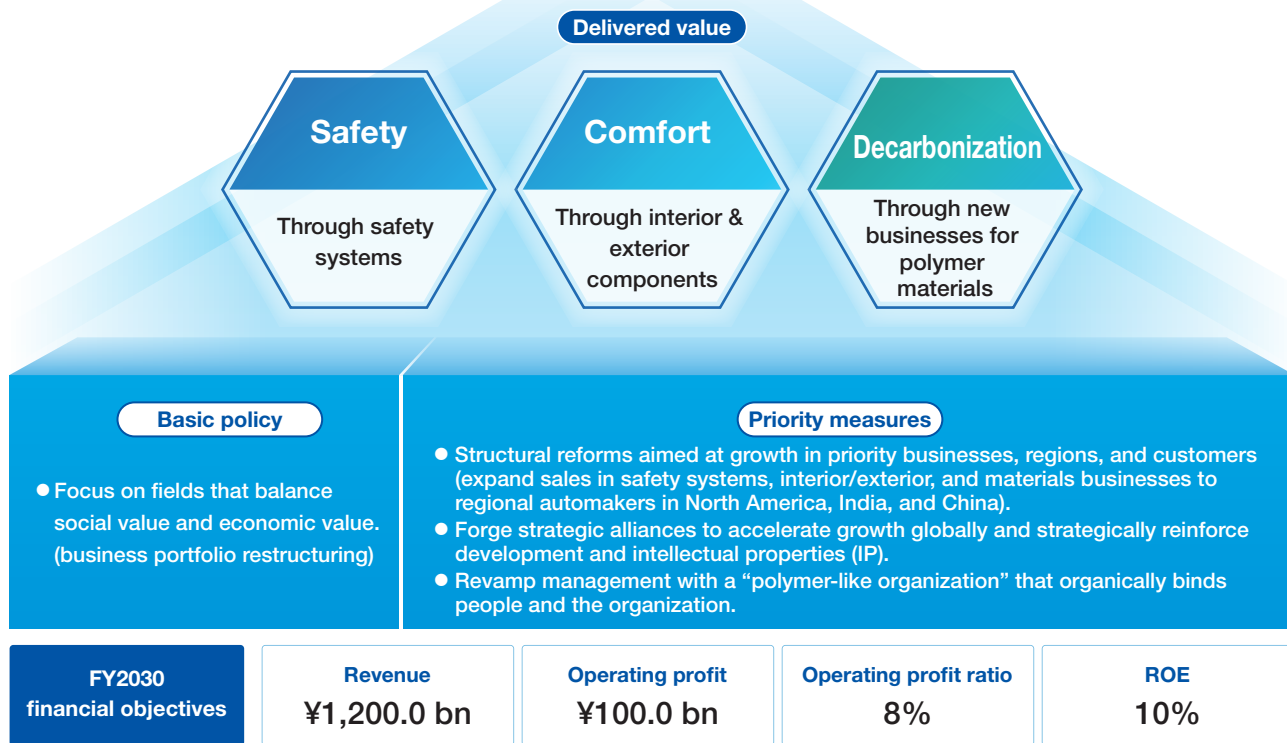 Delivered value
Safety
Through safety
systems
Comfort
Through interior &
exterior
components
Decarbonization
Through new
businesses for
polymer
materials
Basic policy
● Focus on fields that balance
social value and economic value.
(business portfolio restructuring)
Priority measures
● Structural reforms aimed at growth in priority businesses, regions, and customers
(expand sales in safety systems, interior/exterior, and materials businesses to
regional automakers in North America, India, and China).
● Forge strategic alliances to accelerate growth globally and strategically reinforce
development and intellectual properties (IP).
● Revamp management with a “polymer-like organization” that organically binds
people and the organization.
FY2030
financial objectives
Revenue
¥1,200.0 bn
Operating profit
¥100.0 bn
Operating profit ratio
8%
ROE
10%